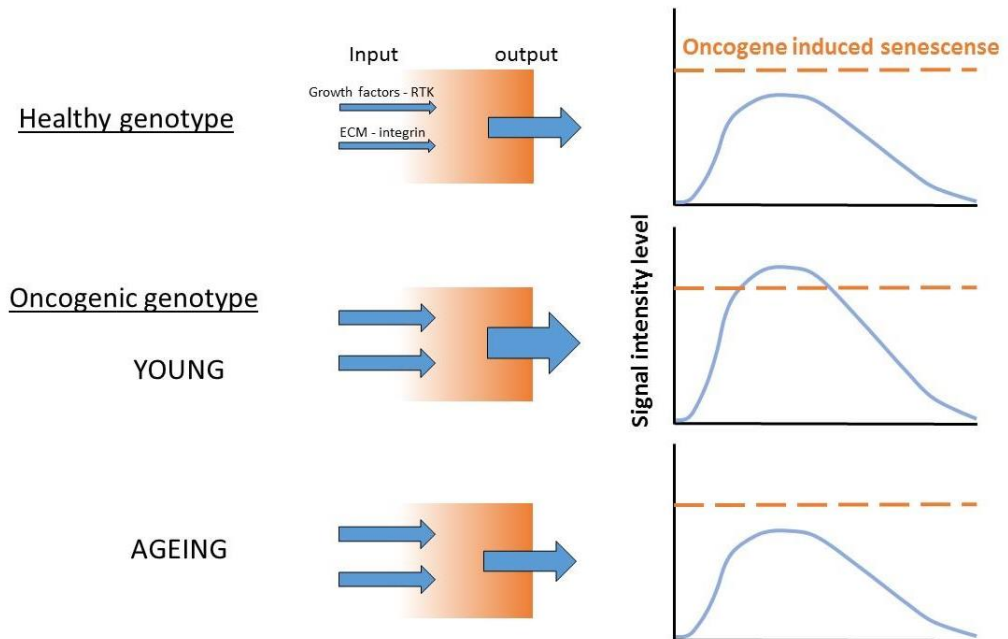 Input
output
Oncogene induced senescense
Healthy genotype
Growth factors - RTK
ECM - integrin
Oncogenic genotype
YOUNG
Signal intensity level
AGEING